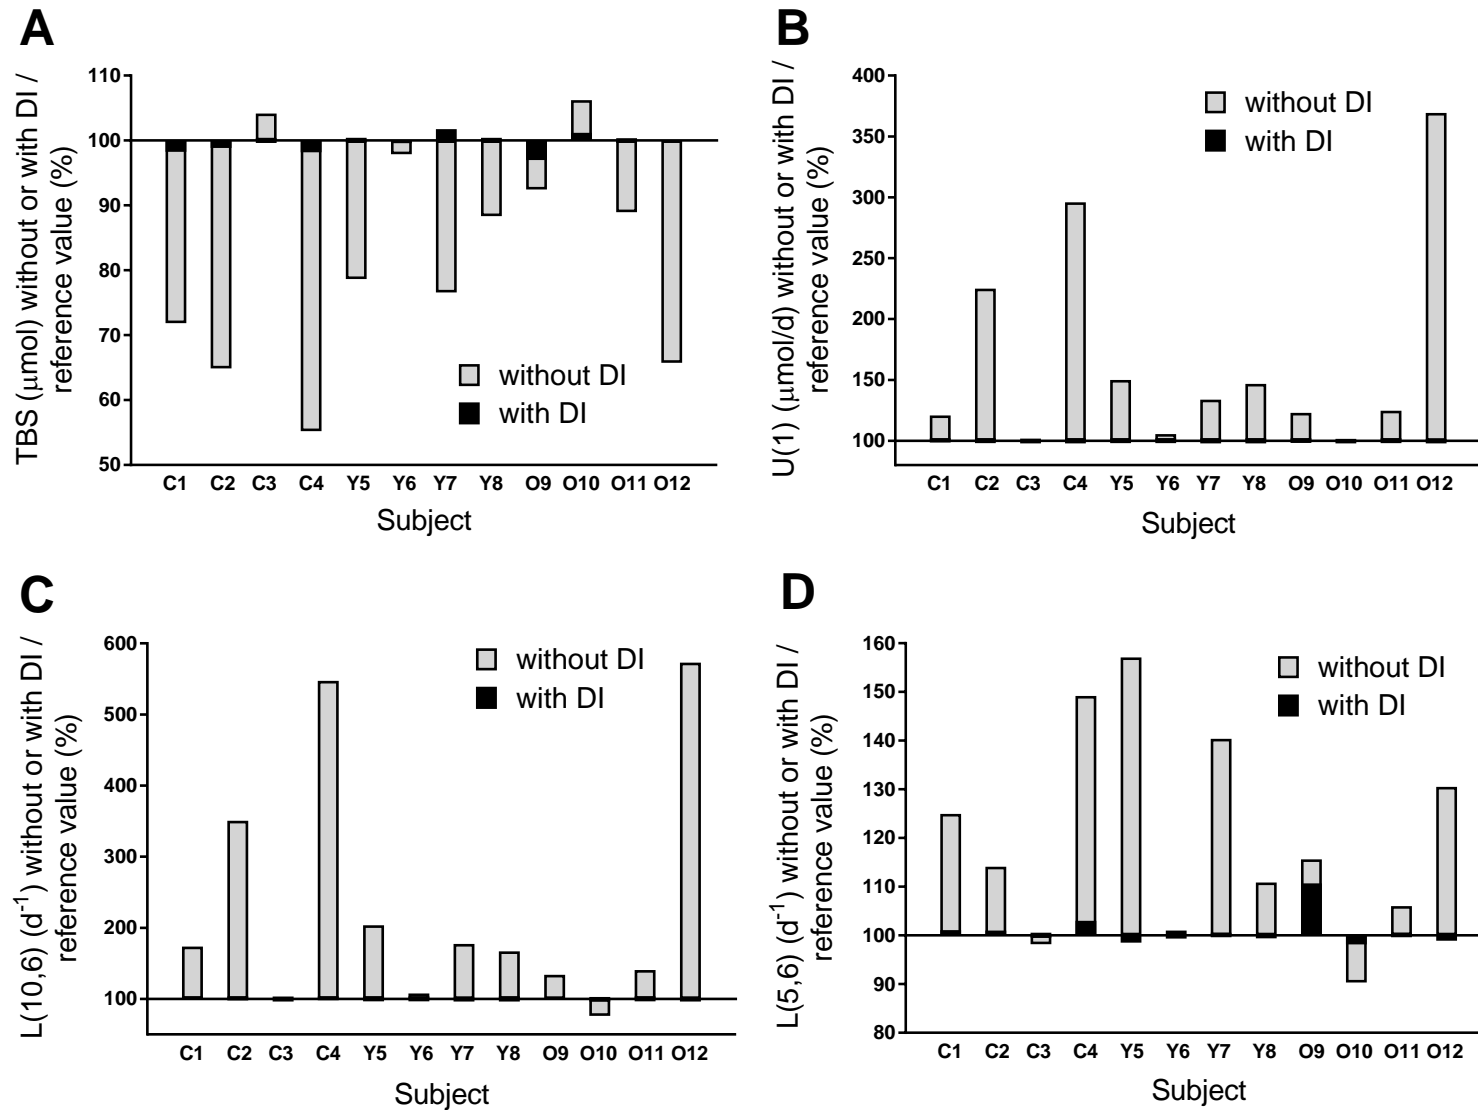 A
TBS (μmol) without or with DI /
reference value (%)
110
100
90
80
70
60
50
without DI
with DI
C1 C2 C3 C4 Y5 Y6 Y7 Y8 O9 O10 O11 O12
Subject
B
U(1) (μmol/d) without or with DI /
reference value (%)
400
350
300
250
200
150
100
without DI
with DI
C1 C2 C3 C4 Y5 Y6 Y7 Y8 O9 O10 O11 O12
Subject
C
L(10,6) (d⁻¹) without or with DI /
reference value (%)
600
500
400
300
200
100
without DI
with DI
C1 C2 C3 C4 Y5 Y6 Y7 Y8 O9 O10 O11 O12
Subject
D
L(5,6) (d⁻¹) without or with DI /
reference value (%)
160
150
140
130
120
110
100
90
80
without DI
with DI
C1 C2 C3 C4 Y5 Y6 Y7 Y8 O9 O10 O11 O12
Subject